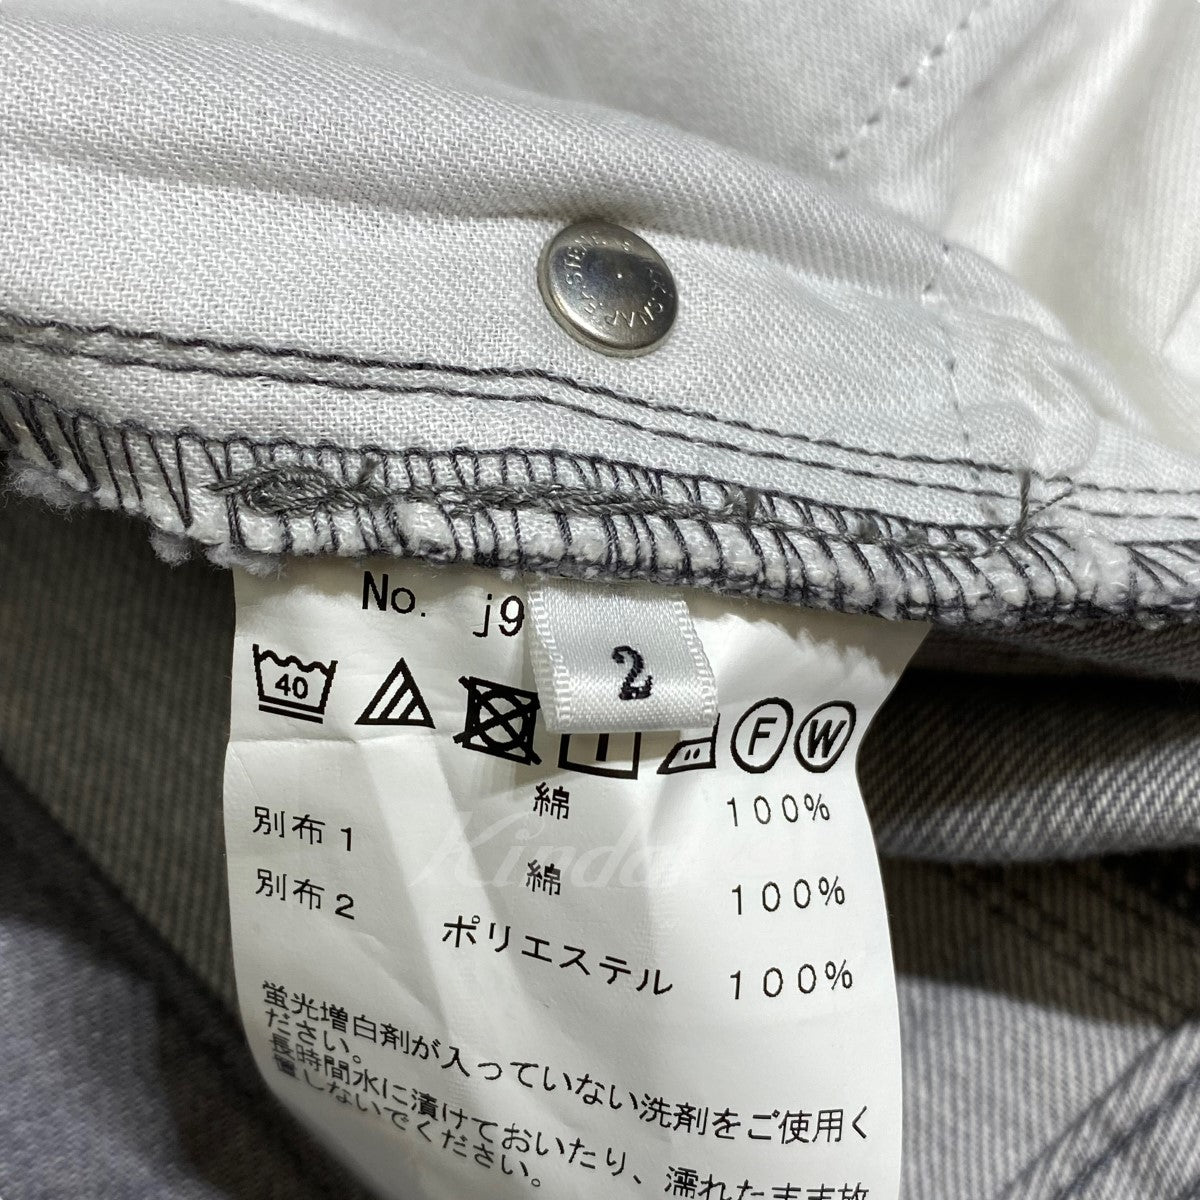 No. j9
2
40
F W
綿 100%
別布1 綿 100%
別布2 ポリエステル 100%
蛍光増白剤が入っていない洗剤をご使用く
ださい。
長時間水に漬けておいたり、濡れたまま放
置しないでください。
Kindal